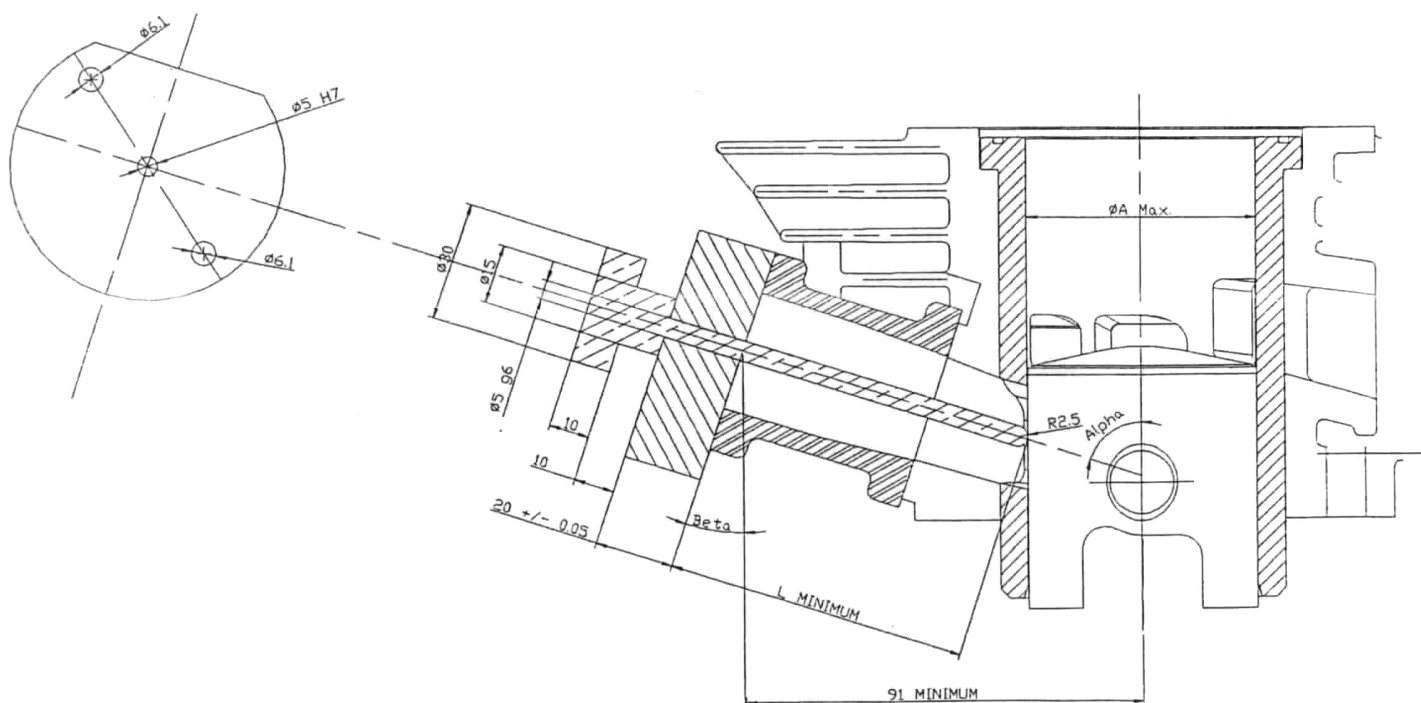 ø6.1
ø5 H7
ø6.1
øA Max.
ø30
ø15
ø5 g6
R2.5
Alpha
10
10
20 +/- 0.05
Beta
L MINIMUM
91 MINIMUM